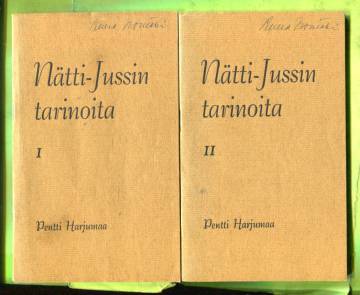 Nätti-Jussin
tarinoita
I
Pentti Harjumaa
Nätti-Jussin
tarinoita
II
Pentti Harjumaa